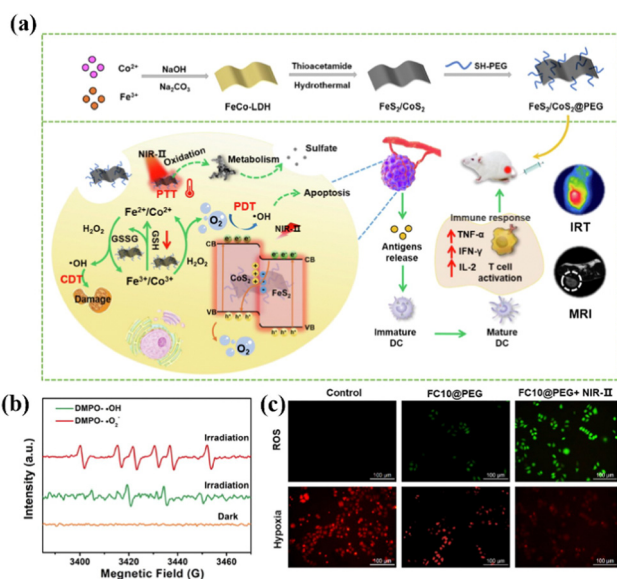 (a)
Co2+
Fe3+
NaOH
Na2CO3
FeCo-LDH
Thioacetamide
Hydrothermal
FeS2/CoS2
SH-PEG
FeS2/CoS2@PEG
NIR-II
Oxidation
PTT
Metabolism
Sulfate
Apoptosis
Fe2+/Co2+
O2
PDT
•OH
NIR-II
H2O2
GSSG
GSH
H2O2
•OH
CDT
Fe3+/Co3+
Damage
CB
e- e- e- e-
CoS2
FeS2
CB
VB
h+ h+ h+ h+
VB
O2
Antigens
release
Immature
DC
Mature
DC
Immune response
TNF-α
IFN-γ
IL-2
T cell
activation
IRT
MRI
(b)
DMPO- •OH
DMPO- •O2-
Irradiation
Irradiation
Dark
Intensity (a.u.)
3400 3420 3440 3460
Megnetic Field (G)
(c)
Control FC10@PEG FC10@PEG+ NIR-II
ROS
100 μm 100 μm 100 μm
Hypoxia
100 μm 100 μm 100 μm